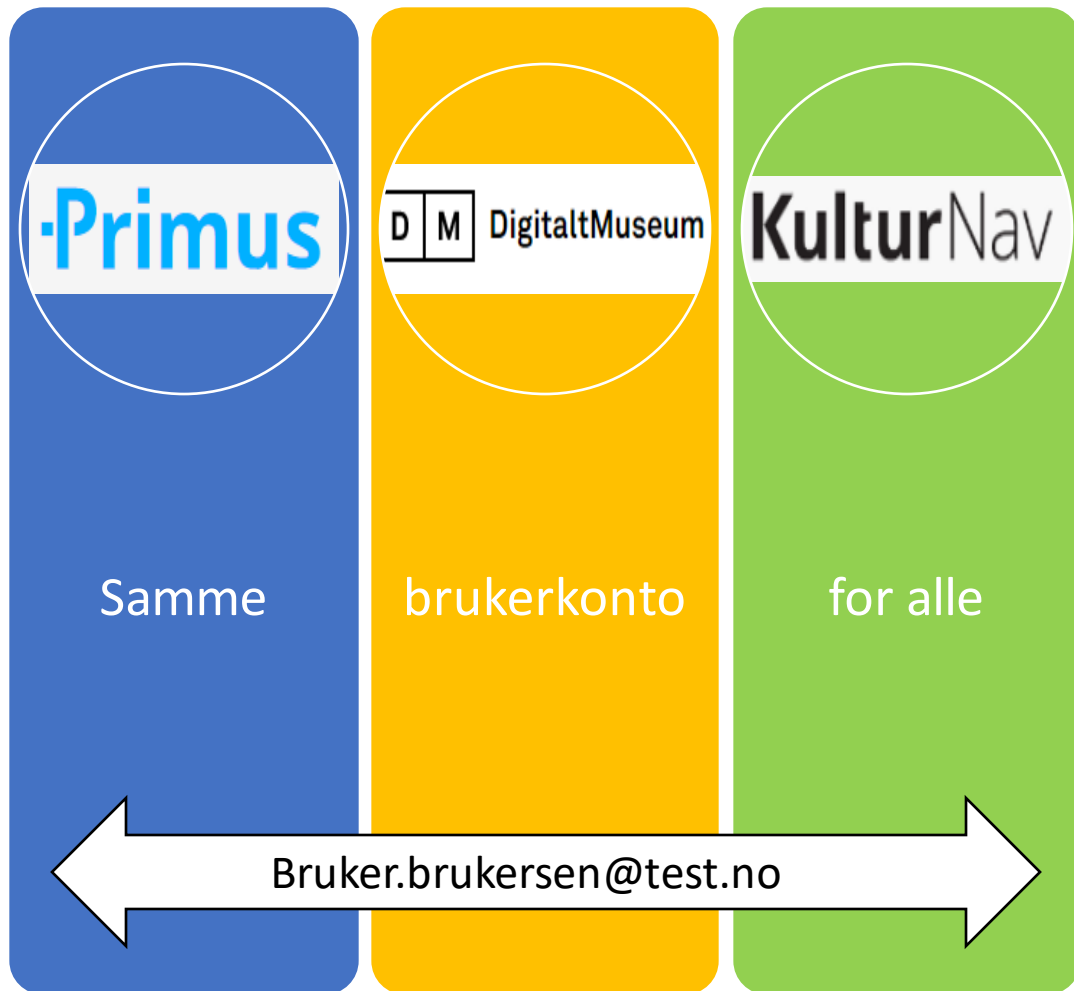 Primus
D M DigitaltMuseum
KulturNav
Samme brukerkonto for alle
Bruker.brukersen@test.no